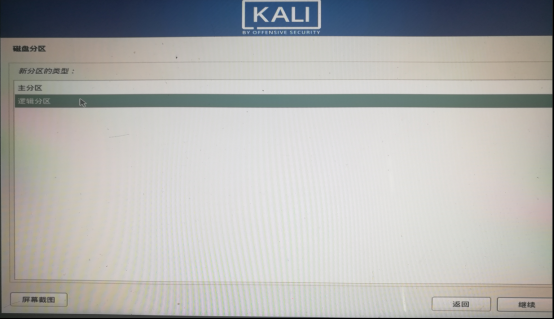 KALI
BY OFFENSIVE SECURITY
磁盘分区
新分区的类型：
主分区
逻辑分区
屏幕截图
返回
继续